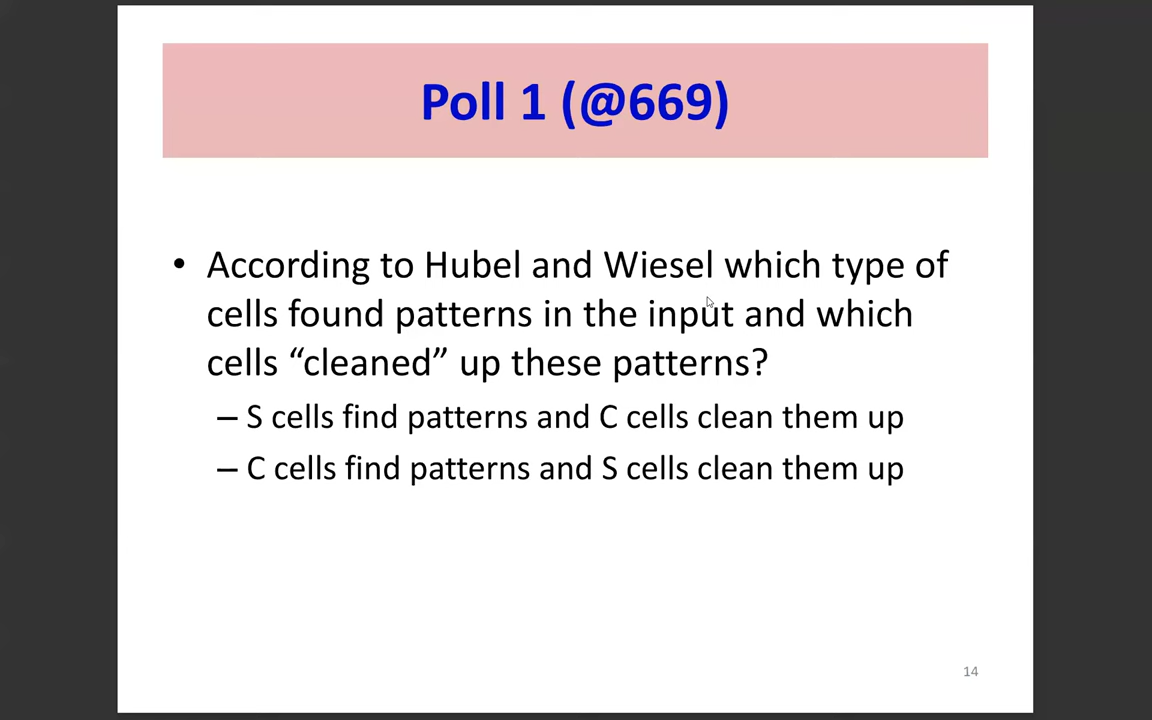 Poll 1 (@669)
• According to Hubel and Wiesel which type of
cells found patterns in the input and which
cells “cleaned” up these patterns?
– S cells find patterns and C cells clean them up
– C cells find patterns and S cells clean them up
14